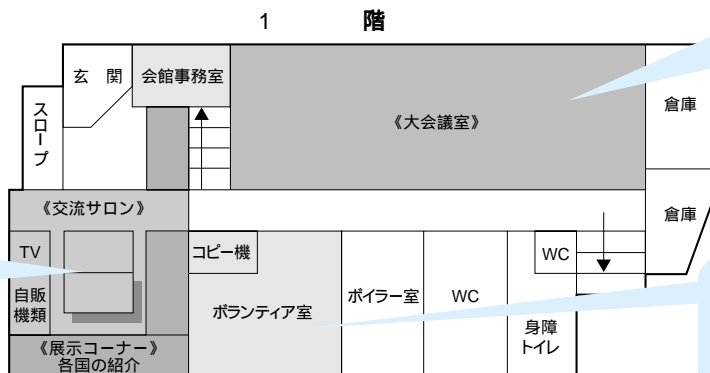 1 階
玄 関
会館事務室
スロープ
《大会議室》
倉庫
倉庫
《交流サロン》
TV
自販
機類
コピー機
ボランティア室
ボイラー室
WC
WC
身障
トイレ
《展示コーナー》
各国の紹介